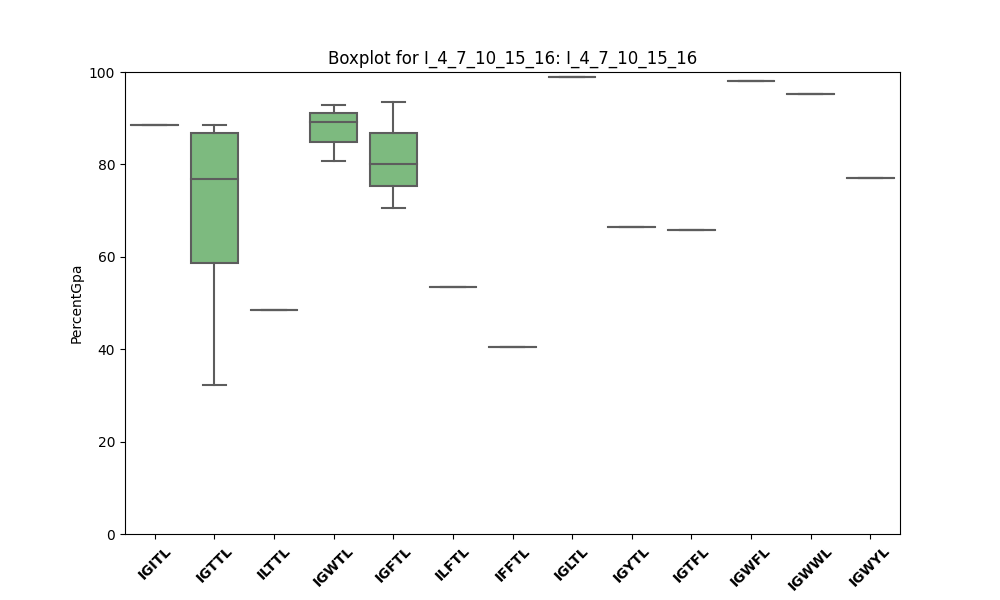 Boxplot for I_4_7_10_15_16: I_4_7_10_15_16
PercentGpa
100
80
60
40
20
0
IGITL
IGTTL
ILTTL
IGWTL
IGFTL
ILFTL
IFFTL
IGLTL
IGYTL
IGTFL
IGWFL
IGWWL
IGWYL